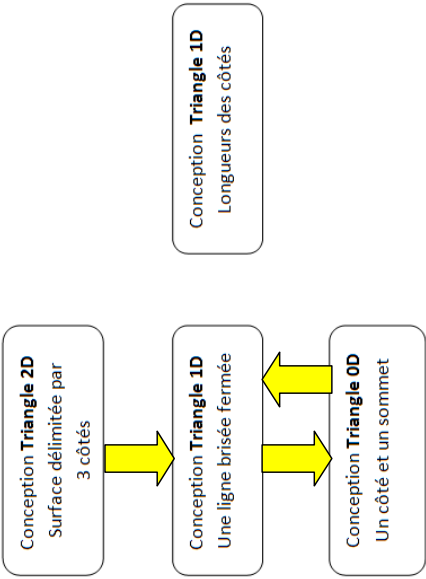 Conception Triangle 2D
Surface délimitée par
3 côtés
Conception Triangle 1D
Une ligne brisée fermée
Conception Triangle 0D
Un côté et un sommet
Conception Triangle 1D
Longueurs des côtés